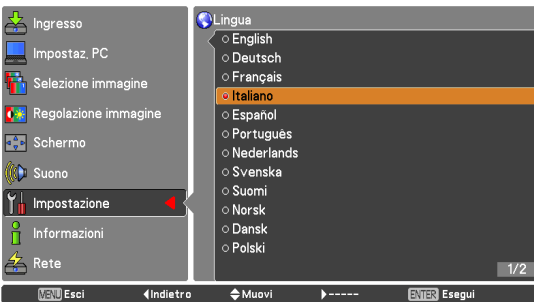 Ingresso
Impostaz. PC
Selezione immagine
Regolazione immagine
Schermo
Suono
Impostazione
Informazioni
Rete
Lingua
English
Deutsch
Français
Italiano
Español
Português
Nederlands
Svenska
Suomi
Norsk
Dansk
Polski
1/2
MENU Esci Indietro Muovi ----- ENTER Esegui